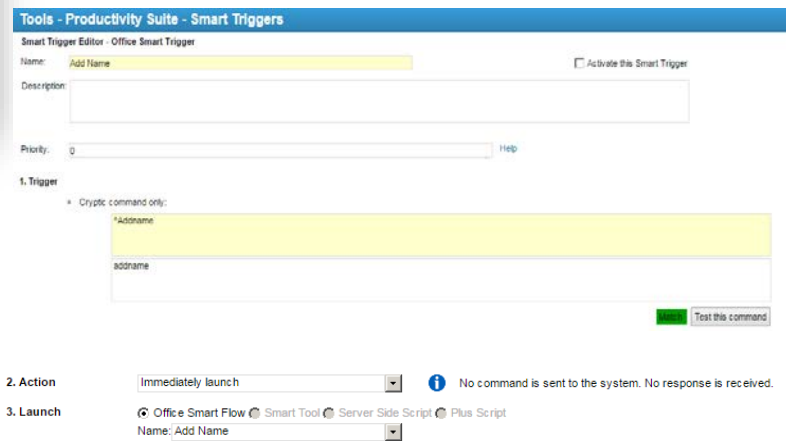 Tools - Productivity Suite - Smart Triggers
Smart Trigger Editor - Office Smart Trigger
Name: Add Name Activate this Smart Trigger
Description:
Priority: 0 Help
1. Trigger
Cryptic command only:
*Addname
addname
Match Test this command
2. Action Immediately launch No command is sent to the system. No response is received.
3. Launch Office Smart Flow Smart Tool Server Side Script Plus Script
Name: Add Name